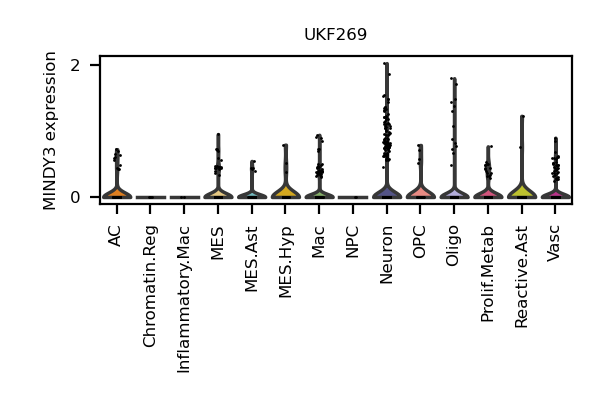 UKF269
MINDY3 expression
2
0
AC
Chromatin.Reg
Inflammatory.Mac
MES
MES.Ast
MES.Hyp
Mac
NPC
Neuron
OPC
Oligo
Prolif.Metab
Reactive.Ast
Vasc